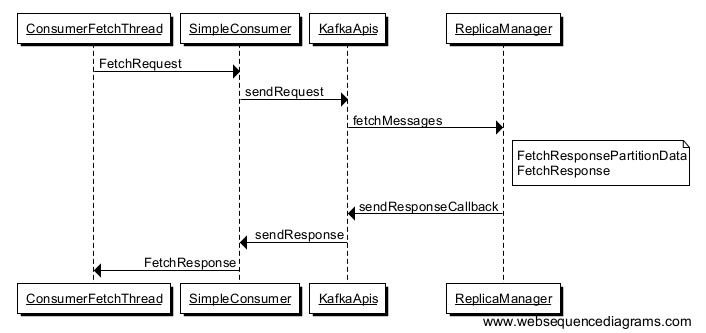 ConsumerFetchThread
SimpleConsumer
KafkaApis
ReplicaManager
FetchRequest
sendRequest
fetchMessages
FetchResponsePartitionData
FetchResponse
sendResponseCallback
sendResponse
FetchResponse
ConsumerFetchThread
SimpleConsumer
KafkaApis
ReplicaManager
www.websequencediagrams.com